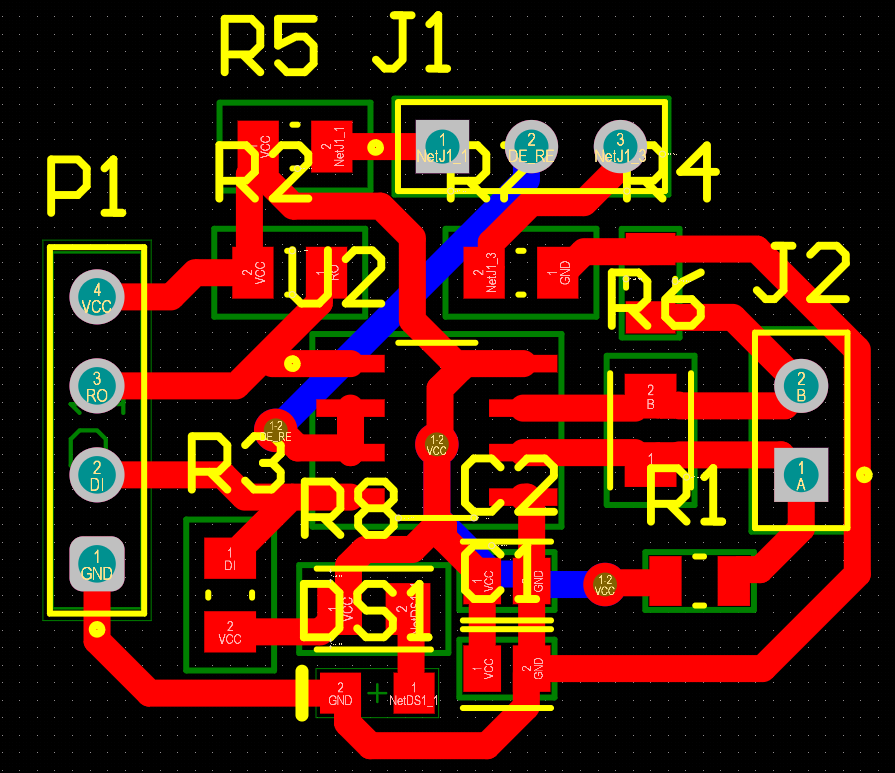 R5 J1
2 NetJ1_1
VCC
1 NetJ1_1
2 DE_RE
3 NetJ1_3
P1
R2
R4
4 VCC
2 VCC
1 RO
U2
2 NetJ1_3
1 GND
R6
J2
3 RO
2 B
2 B
1-2 DE_RE
1-2 VCC
R3
C2
1
R1
1 A
2 DI
R8
1 DI
1 GND
C1
VCC
GND
1-2 VCC
DS1
1 VCC
2
2 VCC
1 VCC
2 GND
2 GND
1 NetDS1_1